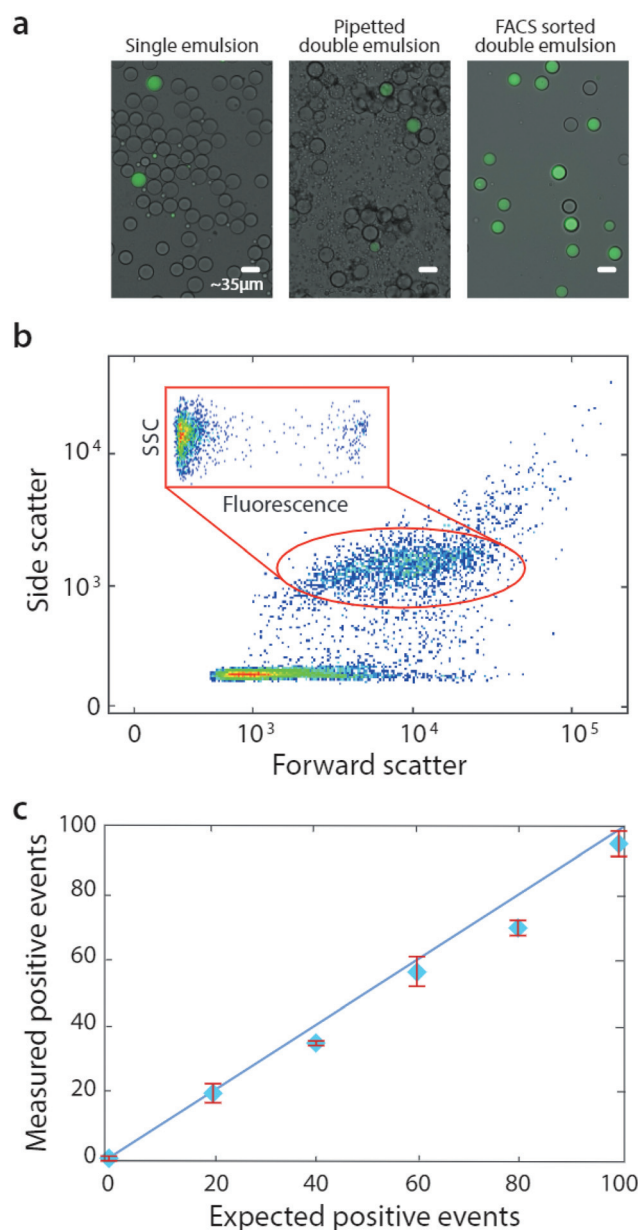 a
Single emulsion
Pipetted
double emulsion
FACS sorted
double emulsion
~35µm
b
Side scatter
10⁴
10³
0
SSC
Fluorescence
0
10³
10⁴
10⁵
Forward scatter
c
Measured positive events
100
80
60
40
20
0
0
20
40
60
80
100
Expected positive events